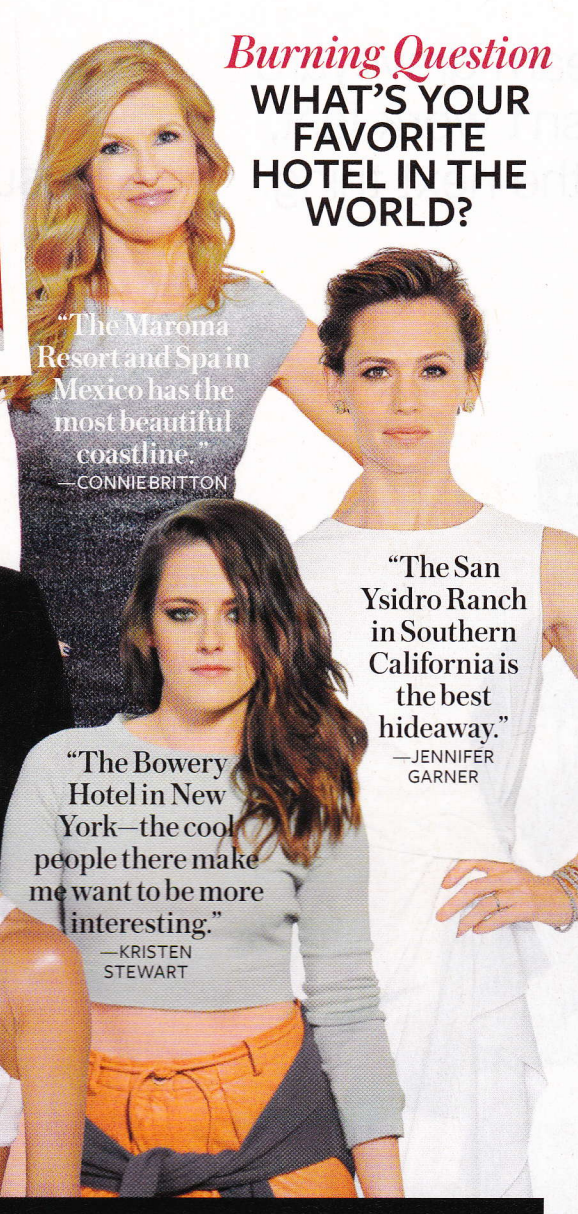 Burning Question
WHAT'S YOUR
FAVORITE
HOTEL IN THE
WORLD?
“The Maroma
Resort and Spa in
Mexico has the
most beautiful
coastline.”
—CONNIE BRITTON
“The San
Ysidro Ranch
in Southern
California is
the best
hideaway.”
—JENNIFER
GARNER
“The Bowery
Hotel in New
York—the cool
people there make
me want to be more
interesting.”
—KRISTEN
STEWART